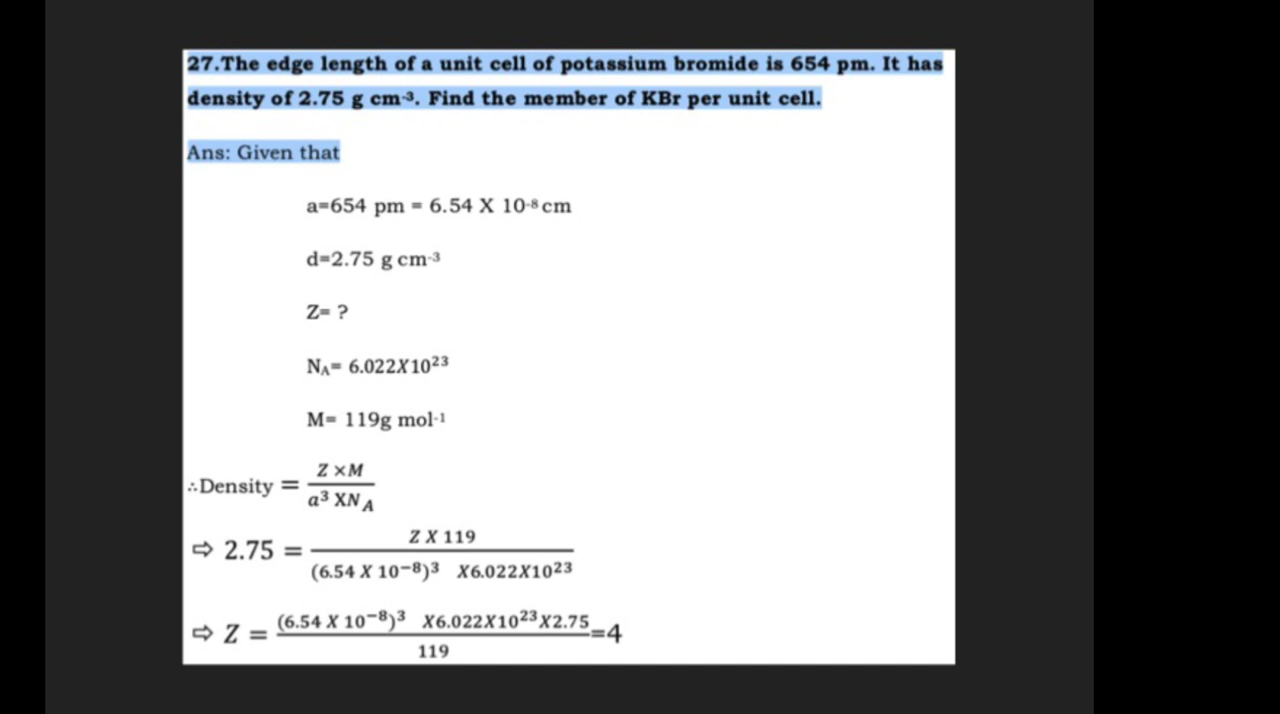 27.The edge length of a unit cell of potassium bromide is 654 pm. It has
density of 2.75 g cm-3. Find the member of KBr per unit cell.
Ans: Given that
a=654 pm = 6.54 X 10-8 cm
d=2.75 g cm-3
Z= ?
NA= 6.022X10²³
M= 119g mol-1
∴Density = Z ×M / a³ XNA
⇨ 2.75 = Z X 119 / (6.54 X 10⁻⁸)³ X6.022X10²³
⇨ Z = (6.54 X 10⁻⁸)³ X6.022X10²³X2.75 / 119 =4